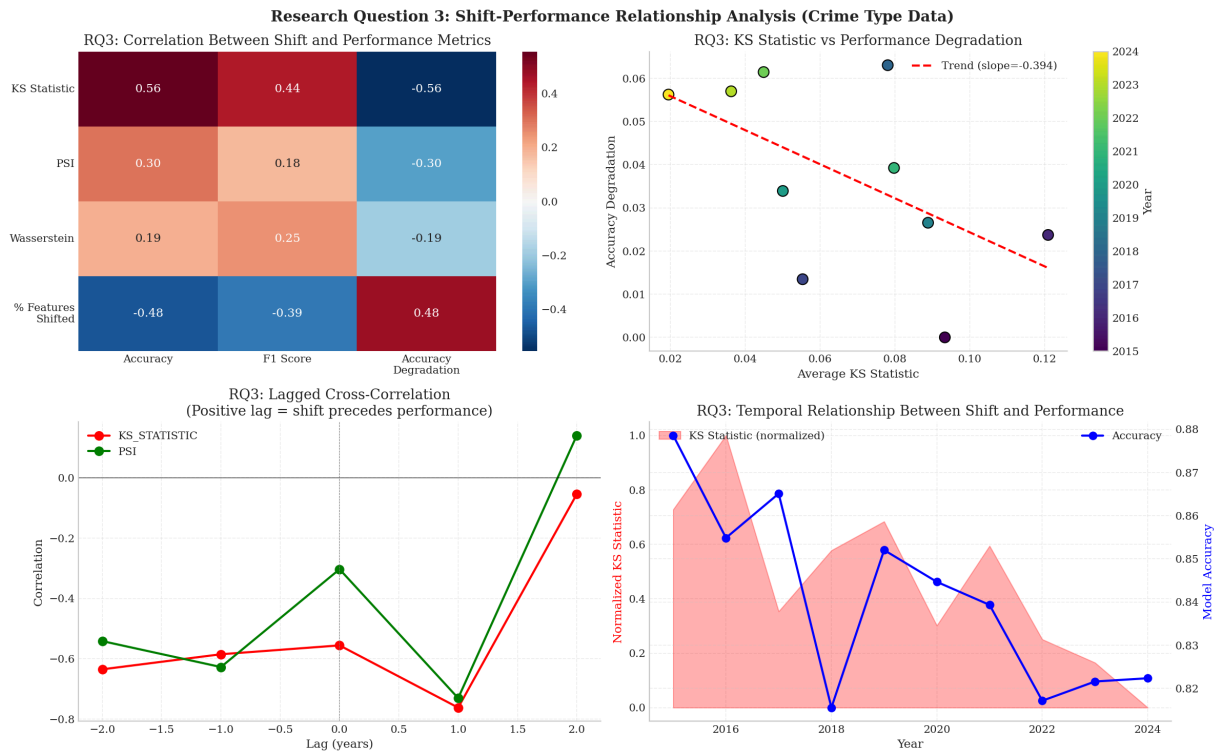 Research Question 3: Shift-Performance Relationship Analysis (Crime Type Data)
RQ3: Correlation Between Shift and Performance Metrics
KS Statistic
0.56
0.44
-0.56
PSI
0.30
0.18
-0.30
Wasserstein
0.19
0.25
-0.19
% Features
Shifted
-0.48
-0.39
0.48
Accuracy
F1 Score
Accuracy
Degradation
0.4
0.2
0.0
−0.2
−0.4
RQ3: KS Statistic vs Performance Degradation
Trend (slope=-0.394)
Accuracy Degradation
0.06
0.05
0.04
0.03
0.02
0.01
0.00
0.02
0.04
0.06
0.08
0.10
0.12
Average KS Statistic
2024
2023
2022
2021
2020
2019
2018
2017
2016
2015
Year
RQ3: Lagged Cross-Correlation
(Positive lag = shift precedes performance)
KS_STATISTIC
PSI
Correlation
0.0
−0.2
−0.4
−0.6
−0.8
−2.0
−1.5
−1.0
−0.5
0.0
0.5
1.0
1.5
2.0
Lag (years)
RQ3: Temporal Relationship Between Shift and Performance
KS Statistic (normalized)
Accuracy
Normalized KS Statistic
1.0
0.8
0.6
0.4
0.2
0.0
2016
2018
2020
2022
2024
Year
0.88
0.87
0.86
0.85
0.84
0.83
0.82
Model Accuracy